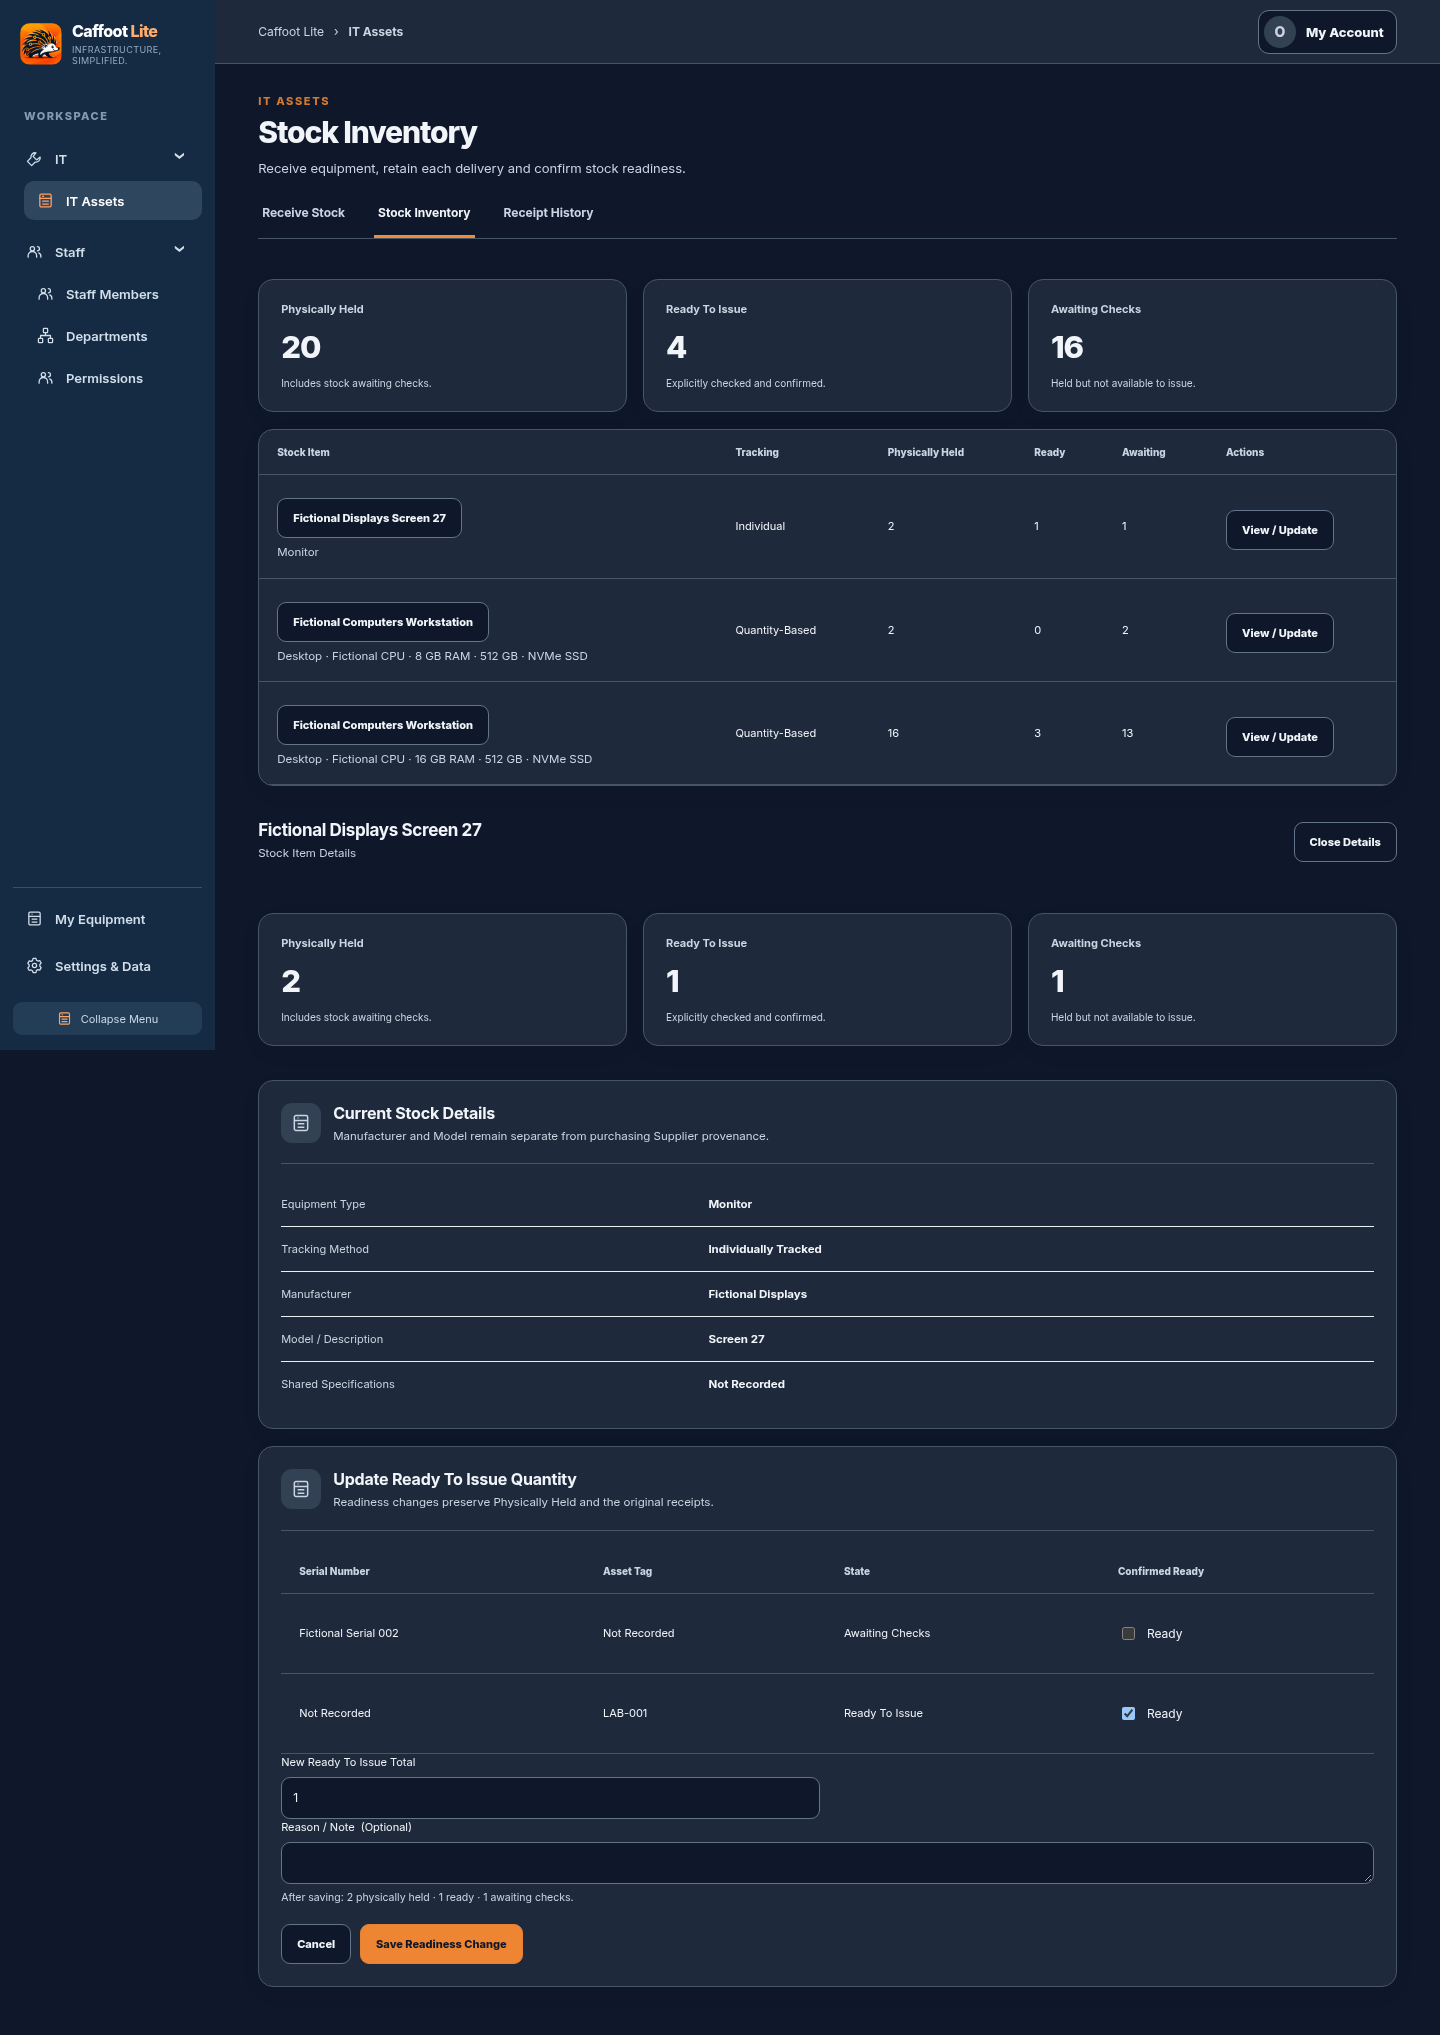 Caffoot Lite
INFRASTRUCTURE,
SIMPLIFIED.
WORKSPACE
IT
IT Assets
Staff
Staff Members
Departments
Permissions
My Equipment
Settings & Data
Collapse Menu
Caffoot Lite › IT Assets
O My Account
IT ASSETS
Stock Inventory
Receive equipment, retain each delivery and confirm stock readiness.
Receive Stock Stock Inventory Receipt History
Physically Held
20
Includes stock awaiting checks.
Ready To Issue
4
Explicitly checked and confirmed.
Awaiting Checks
16
Held but not available to issue.
Stock Item Tracking Physically Held Ready Awaiting Actions
Fictional Displays Screen 27
Monitor
Individual 2 1 1 View / Update
Fictional Computers Workstation
Desktop · Fictional CPU · 8 GB RAM · 512 GB · NVMe SSD
Quantity-Based 2 0 2 View / Update
Fictional Computers Workstation
Desktop · Fictional CPU · 16 GB RAM · 512 GB · NVMe SSD
Quantity-Based 16 3 13 View / Update
Fictional Displays Screen 27
Stock Item Details
Close Details
Physically Held
2
Includes stock awaiting checks.
Ready To Issue
1
Explicitly checked and confirmed.
Awaiting Checks
1
Held but not available to issue.
Current Stock Details
Manufacturer and Model remain separate from purchasing Supplier provenance.
Equipment Type Monitor
Tracking Method Individually Tracked
Manufacturer Fictional Displays
Model / Description Screen 27
Shared Specifications Not Recorded
Update Ready To Issue Quantity
Readiness changes preserve Physically Held and the original receipts.
Serial Number Asset Tag State Confirmed Ready
Fictional Serial 002 Not Recorded Awaiting Checks Ready
Not Recorded LAB-001 Ready To Issue Ready
New Ready To Issue Total
1
Reason / Note (Optional)
After saving: 2 physically held · 1 ready · 1 awaiting checks.
Cancel Save Readiness Change